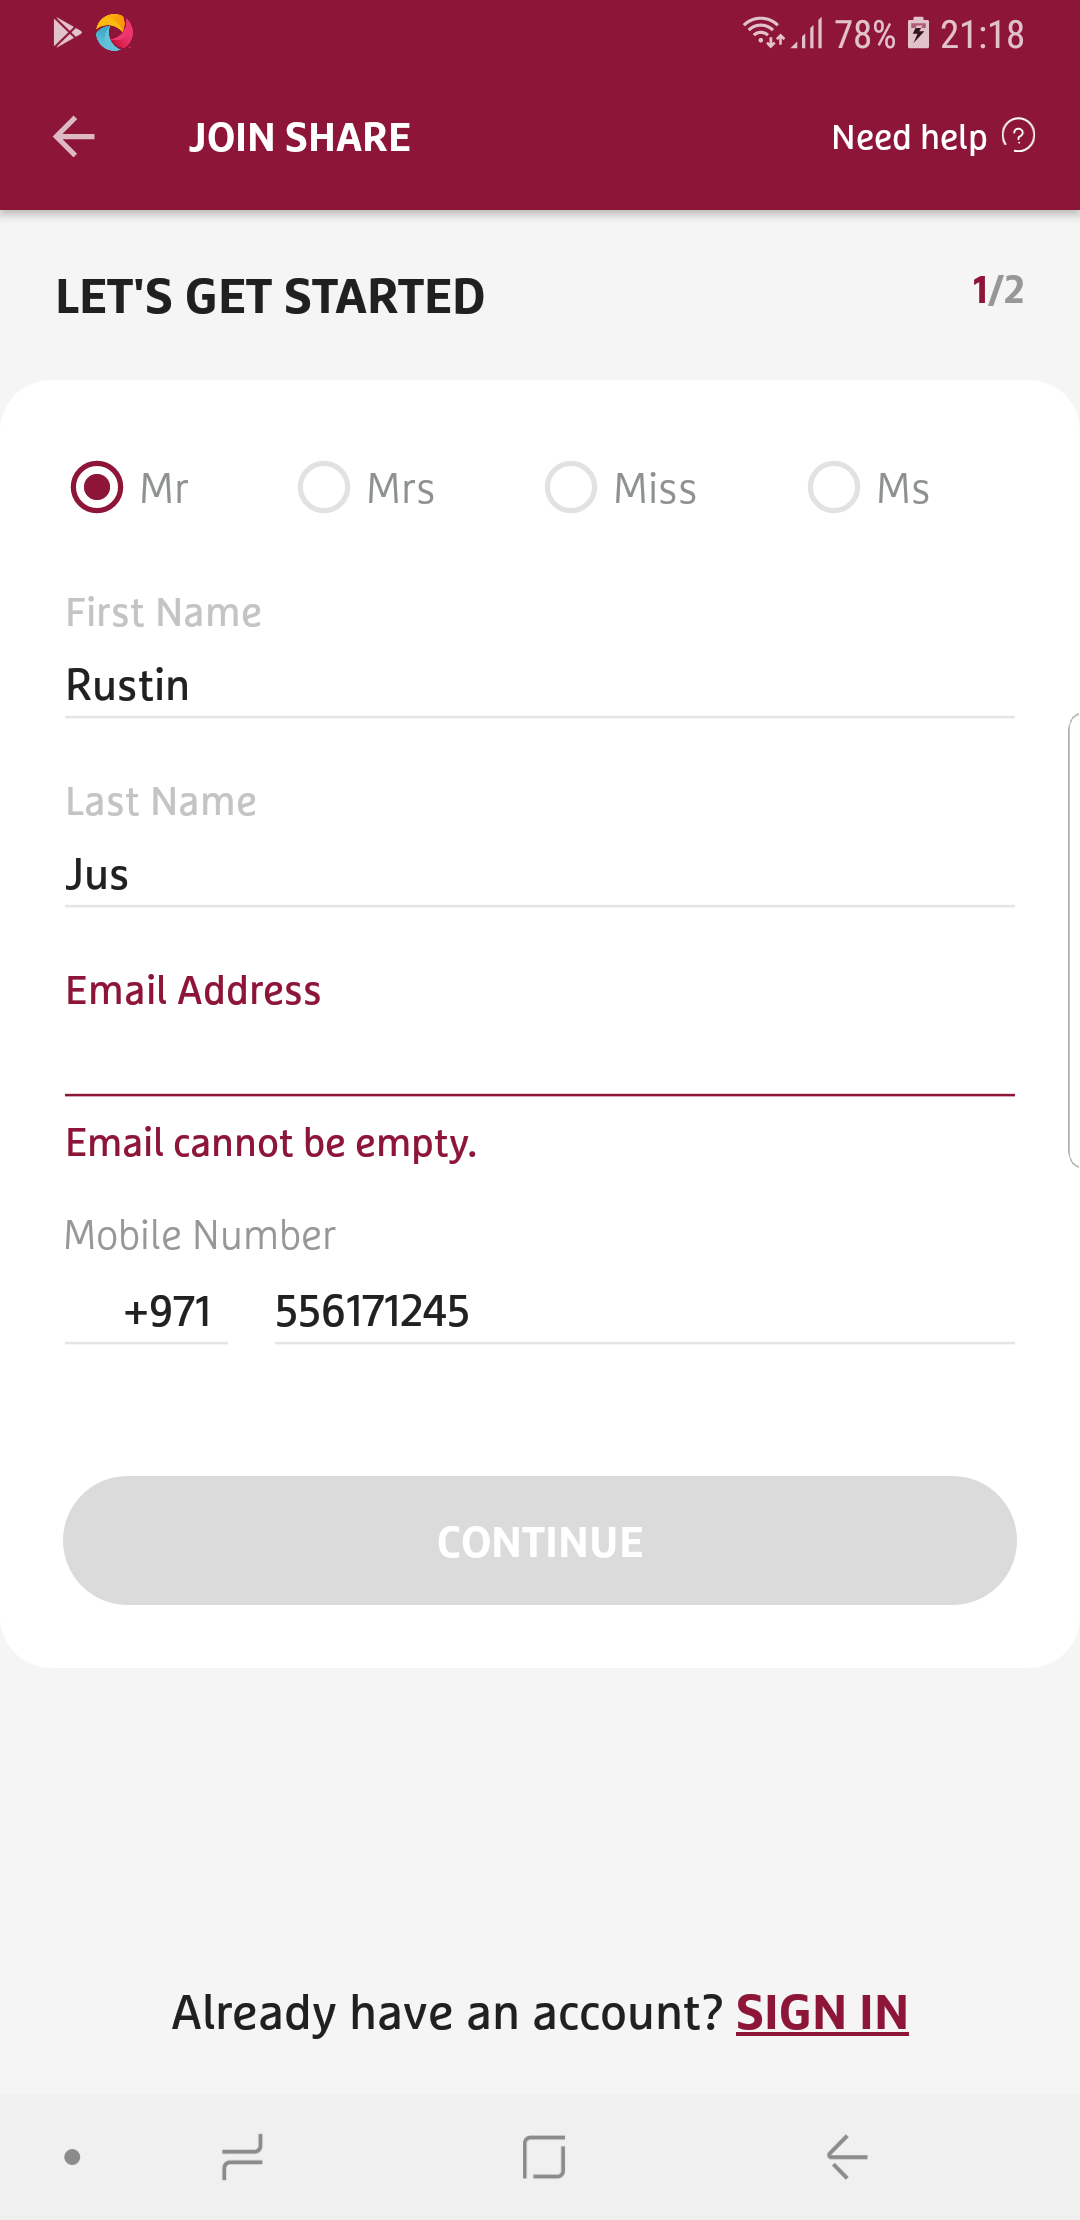 78% 21:18
JOIN SHARE Need help ?
LET'S GET STARTED 1/2
Mr Mrs Miss Ms
First Name
Rustin
Last Name
Jus
Email Address
Email cannot be empty.
Mobile Number
+971 556171245
CONTINUE
Already have an account? SIGN IN